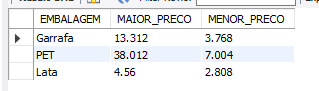 EMBALAGEM MAIOR_PRECO MENOR_PRECO
Garrafa 13.312 3.768
PET 38.012 7.004
Lata 4.56 2.808